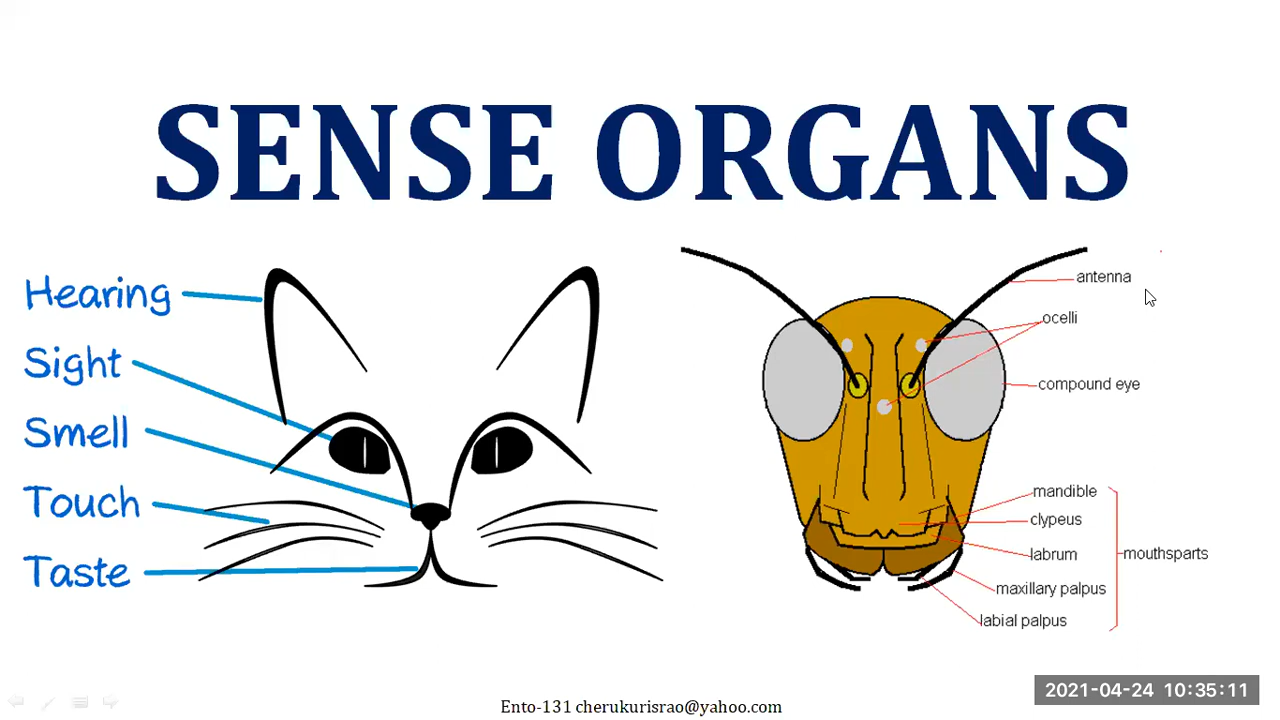 SENSE ORGANS
Hearing
Sight
Smell
Touch
Taste
antenna
ocelli
compound eye
mandible
clypeus
labrum
mouthsparts
maxillary palpus
labial palpus
2021-04-24 10:35:11
Ento-131 cherukurisrao@yahoo.com